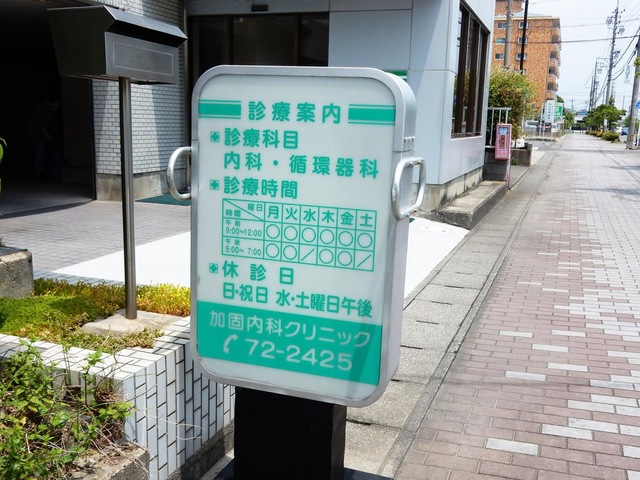 診療案内
診療科目
内科・循環器科
診療時間
時間 曜日 月 火 水 木 金 土
午前 9:00~12:00 ○ ○ ○ ○ ○ ○
午後 5:00~7:00 ○ ○ / ○ ○ /
休診日
日・祝日 水・土曜日午後
加固内科クリニック
72-2425